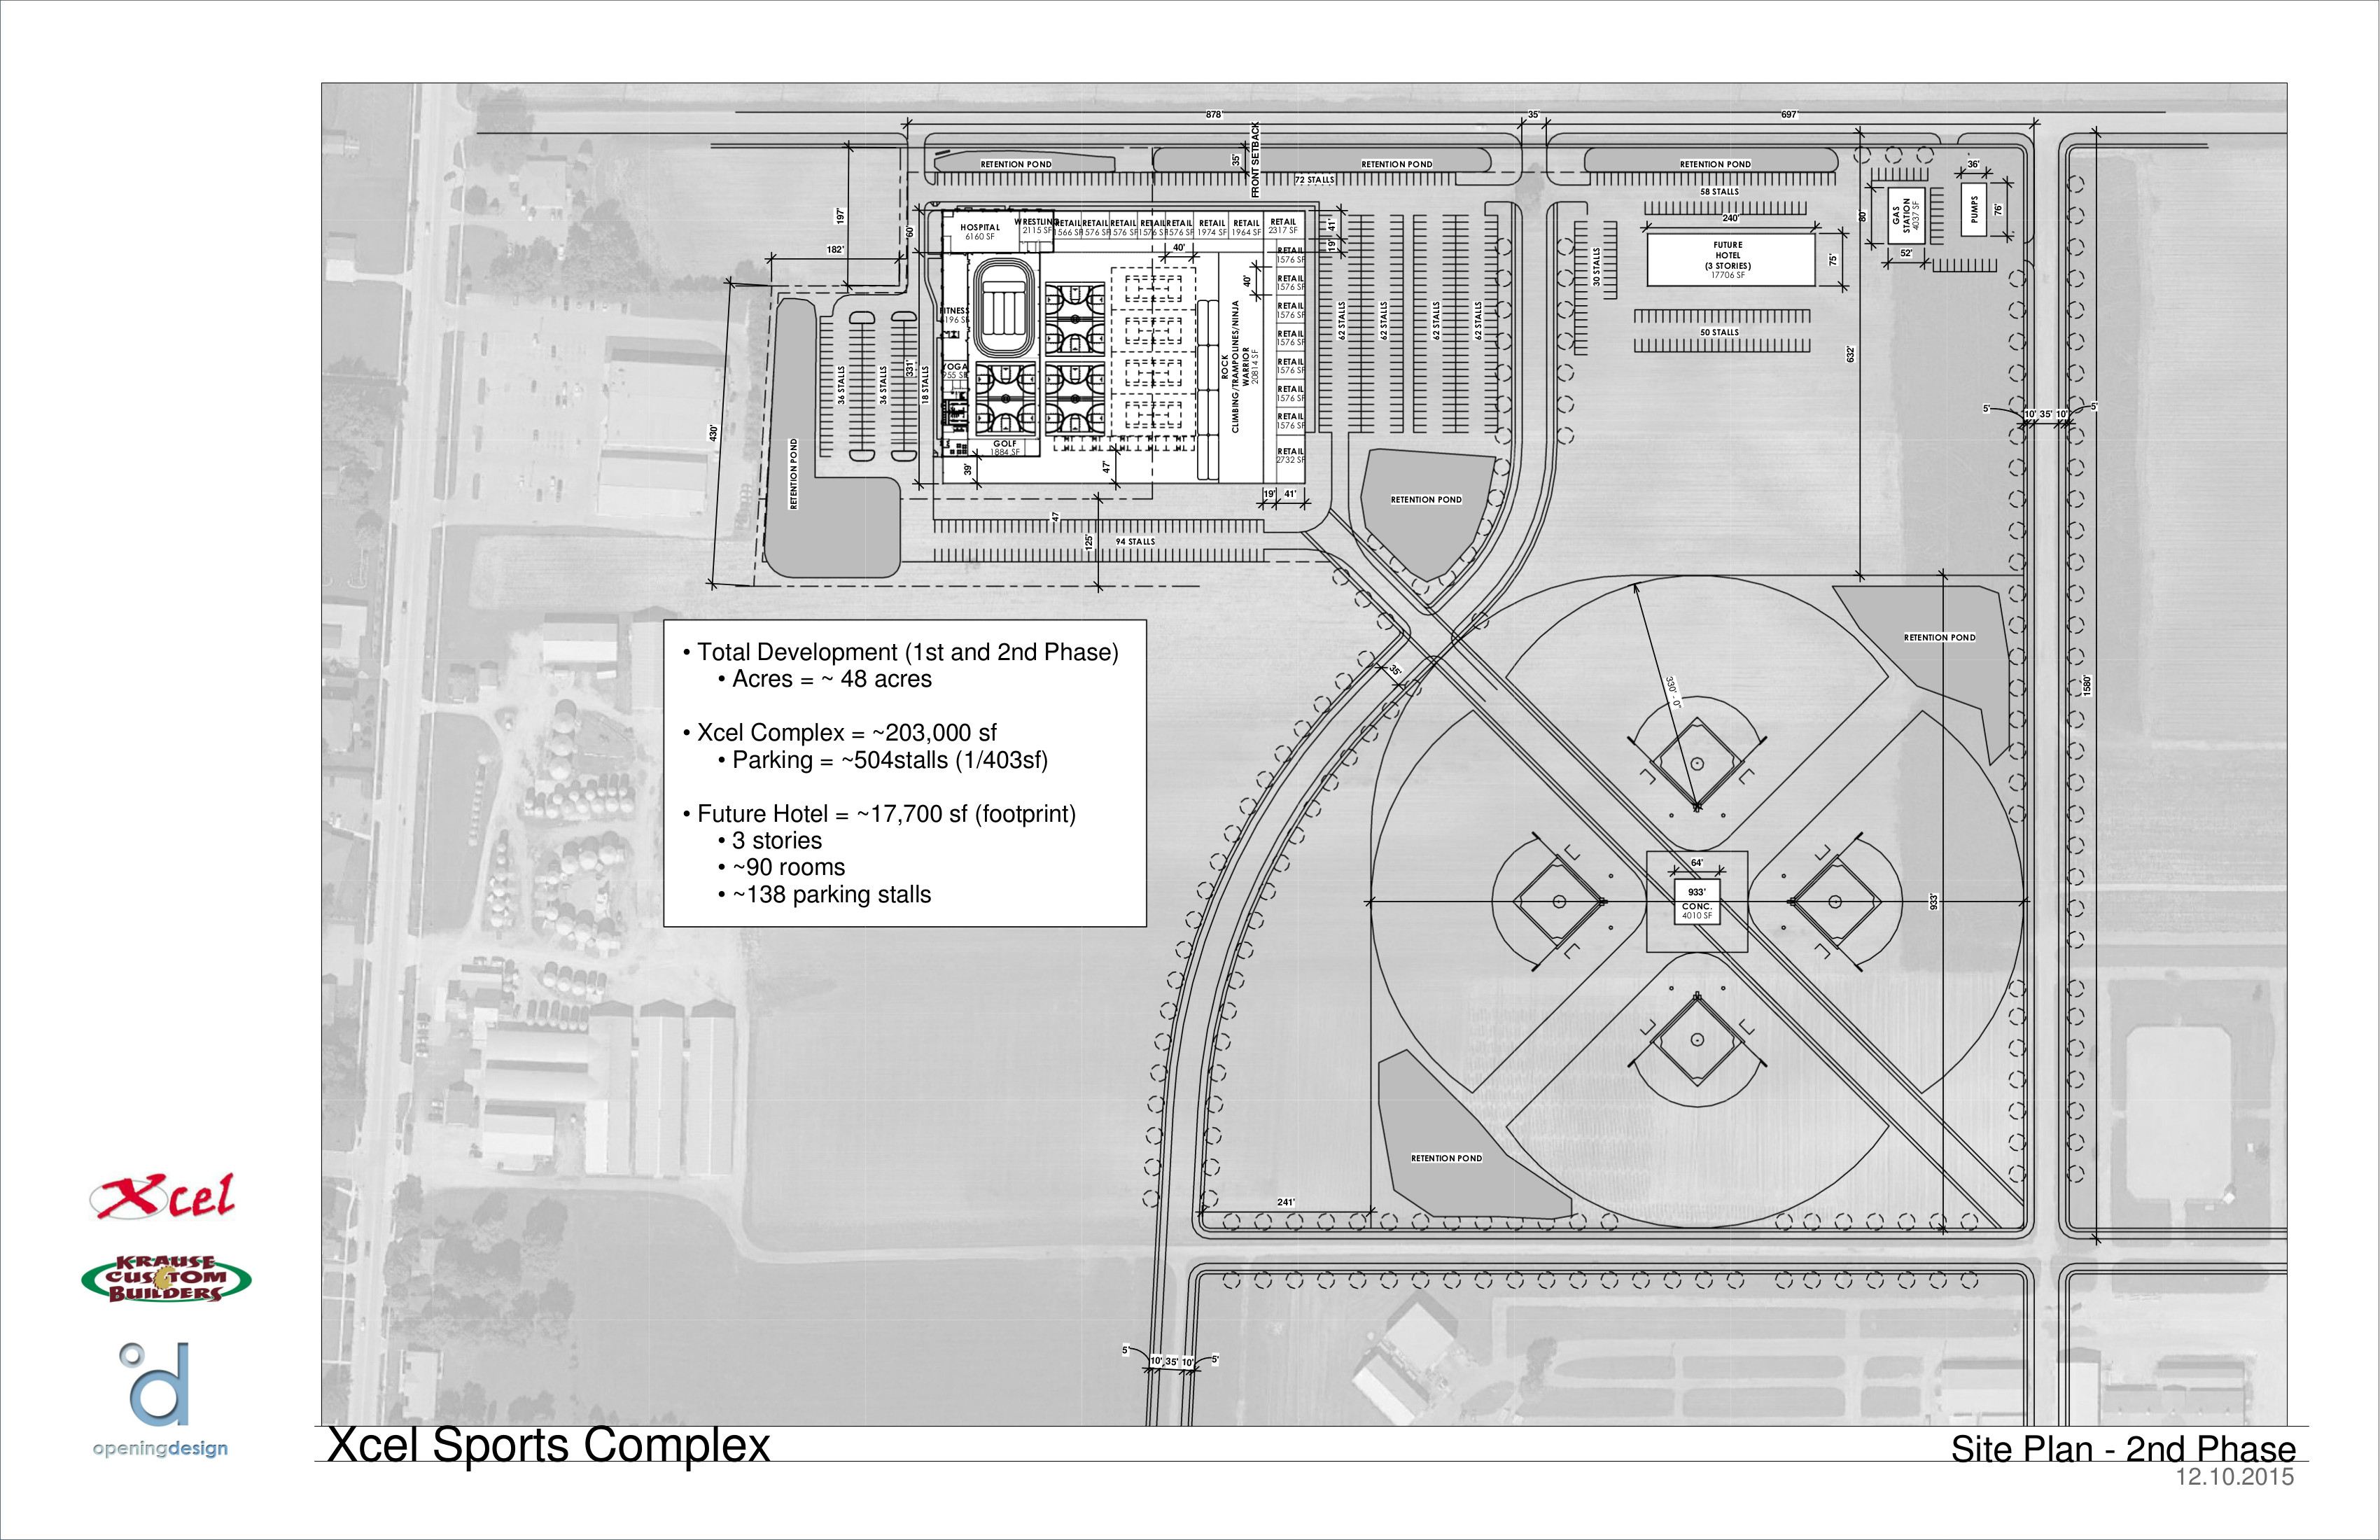 878'
35'
697'
RETENTION POND
35'
FRONT SETBACK
RETENTION POND
RETENTION POND
36'
72 STALLS
58 STALLS
197'
60'
HOSPITAL
6160 SF
WRESTLING
2115 SF
RETAIL
1566 SF
RETAIL
1576 SF
RETAIL
1576 SF
RETAIL
1576 SF
RETAIL
1576 SF
RETAIL
1974 SF
RETAIL
1964 SF
RETAIL
2317 SF
41'
19'
240'
80'
GAS
STATION
4037 SF
PUMPS
76'
52'
182'
40'
40'
RETAIL
1576 SF
RETAIL
1576 SF
RETAIL
1576 SF
RETAIL
1576 SF
RETAIL
1576 SF
RETAIL
1576 SF
RETAIL
1576 SF
RETAIL
2732 SF
30 STALLS
FUTURE
HOTEL
(3 STORIES)
17706 SF
75'
FITNESS
YOGA
955 SF
62 STALLS
62 STALLS
62 STALLS
62 STALLS
50 STALLS
632'
36 STALLS
36 STALLS
331'
18 STALLS
ROCK
CLIMBING/TRAMPOLINES/NINJA
WARRIOR
20814 SF
GOLF
1884 SF
39'
47'
430'
RETENTION POND
19'
41'
RETENTION POND
5'
10'
35'
10'
5'
47
125'
94 STALLS
• Total Development (1st and 2nd Phase)
• Acres = ~ 48 acres
• Xcel Complex = ~203,000 sf
• Parking = ~504stalls (1/403sf)
• Future Hotel = ~17,700 sf (footprint)
• 3 stories
• ~90 rooms
• ~138 parking stalls
35'
330' - 0"
RETENTION POND
1580'
64'
933'
CONC.
4010 SF
933'
RETENTION POND
241'
5'
10'
35'
10'
5'
Xcel
KRAUSE
CUSTOM
BUILDERS
openingdesign
Xcel Sports Complex
Site Plan - 2nd Phase
12.10.2015